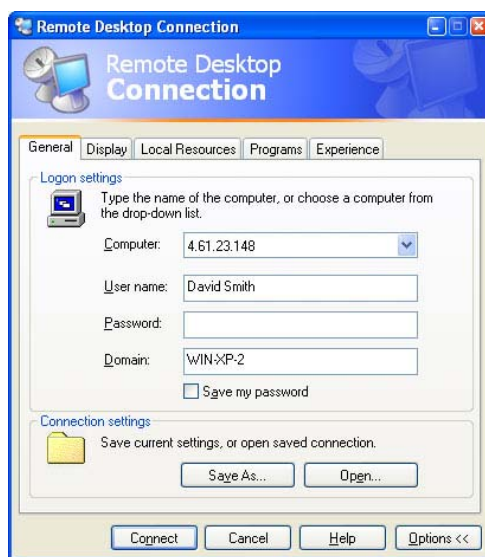 Remote Desktop Connection
Remote Desktop
Connection
General Display Local Resources Programs Experience
Logon settings
Type the name of the computer, or choose a computer from
the drop-down list.
Computer: 4.61.23.148
User name: David Smith
Password:
Domain: WIN-XP-2
Save my password
Connection settings
Save current settings, or open saved connection.
Save As... Open...
Connect Cancel Help Options <<